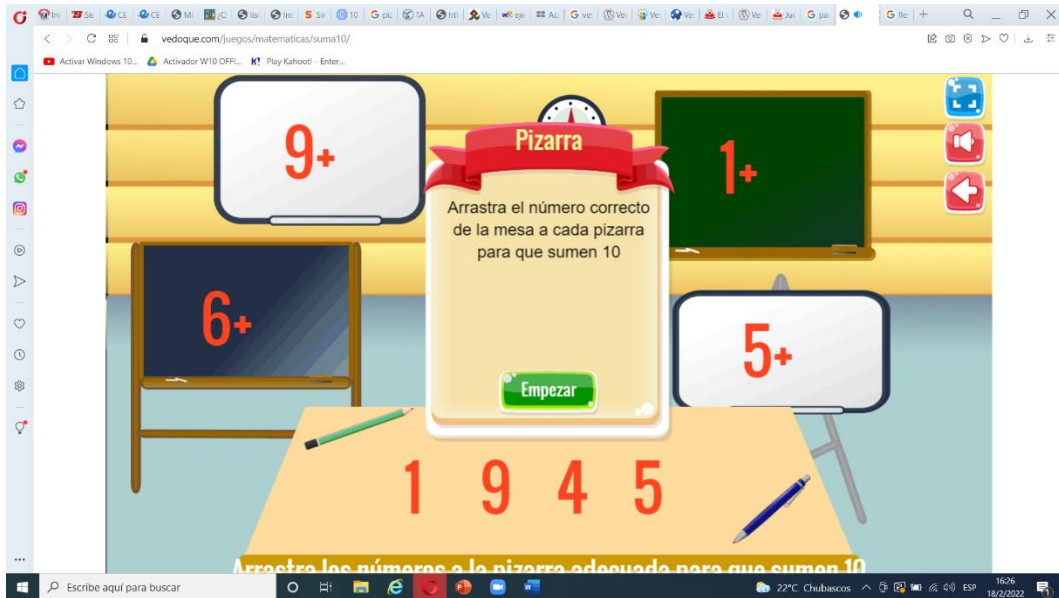 vedoque.com/juegos/matematicas/suma10/
Activar Windows 10... Activador W10 OFFI... K! Play Kahoot! - Enter...
Pizarra
9+
1+
Arrastra el número correcto
de la mesa a cada pizarra
para que sumen 10
6+
5+
Empezar
1 9 4 5
Arrastra los números a la pizarra adecuada para que sumen 10
Escribe aquí para buscar
22°C Chubascos
ESP
16:26
18/2/2022